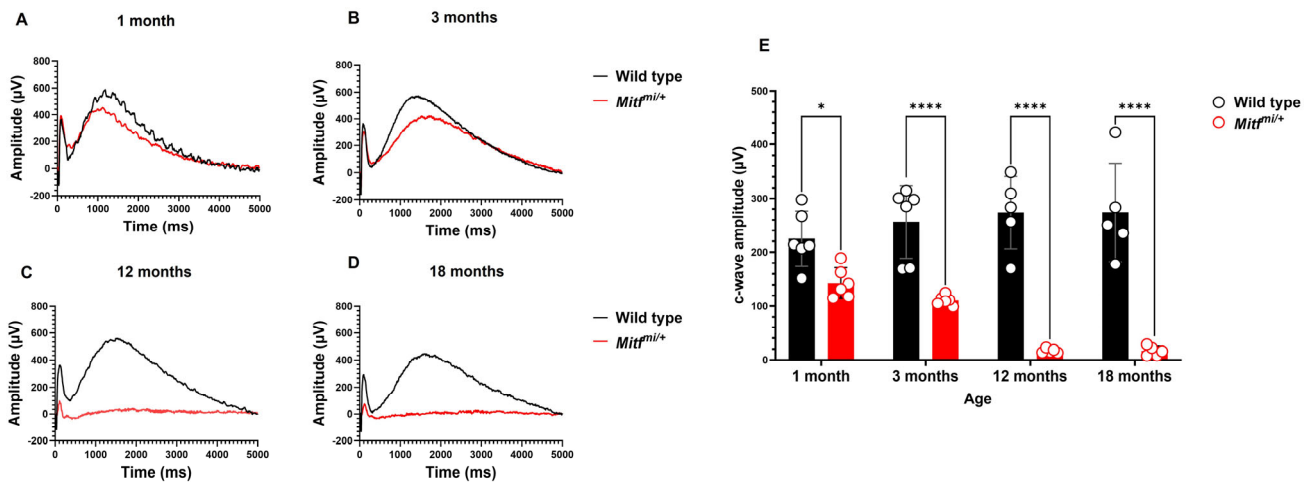 A
1 month
Amplitude (µV)
800
600
400
200
0
-200
0
1000
2000
3000
4000
5000
Time (ms)
B
3 months
Amplitude (µV)
800
600
400
200
0
-200
0
1000
2000
3000
4000
5000
Time (ms)
Wild type
Mitf^mi/+
C
12 months
Amplitude (µV)
800
600
400
200
0
-200
0
1000
2000
3000
4000
5000
Time (ms)
D
18 months
Amplitude (µV)
800
600
400
200
0
-200
0
1000
2000
3000
4000
5000
Time (ms)
Wild type
Mitf^mi/+
E
c-wave amplitude (µV)
500
400
300
200
100
0
*
****
****
****
1 month
3 months
12 months
18 months
Age
Wild type
Mitf^mi/+